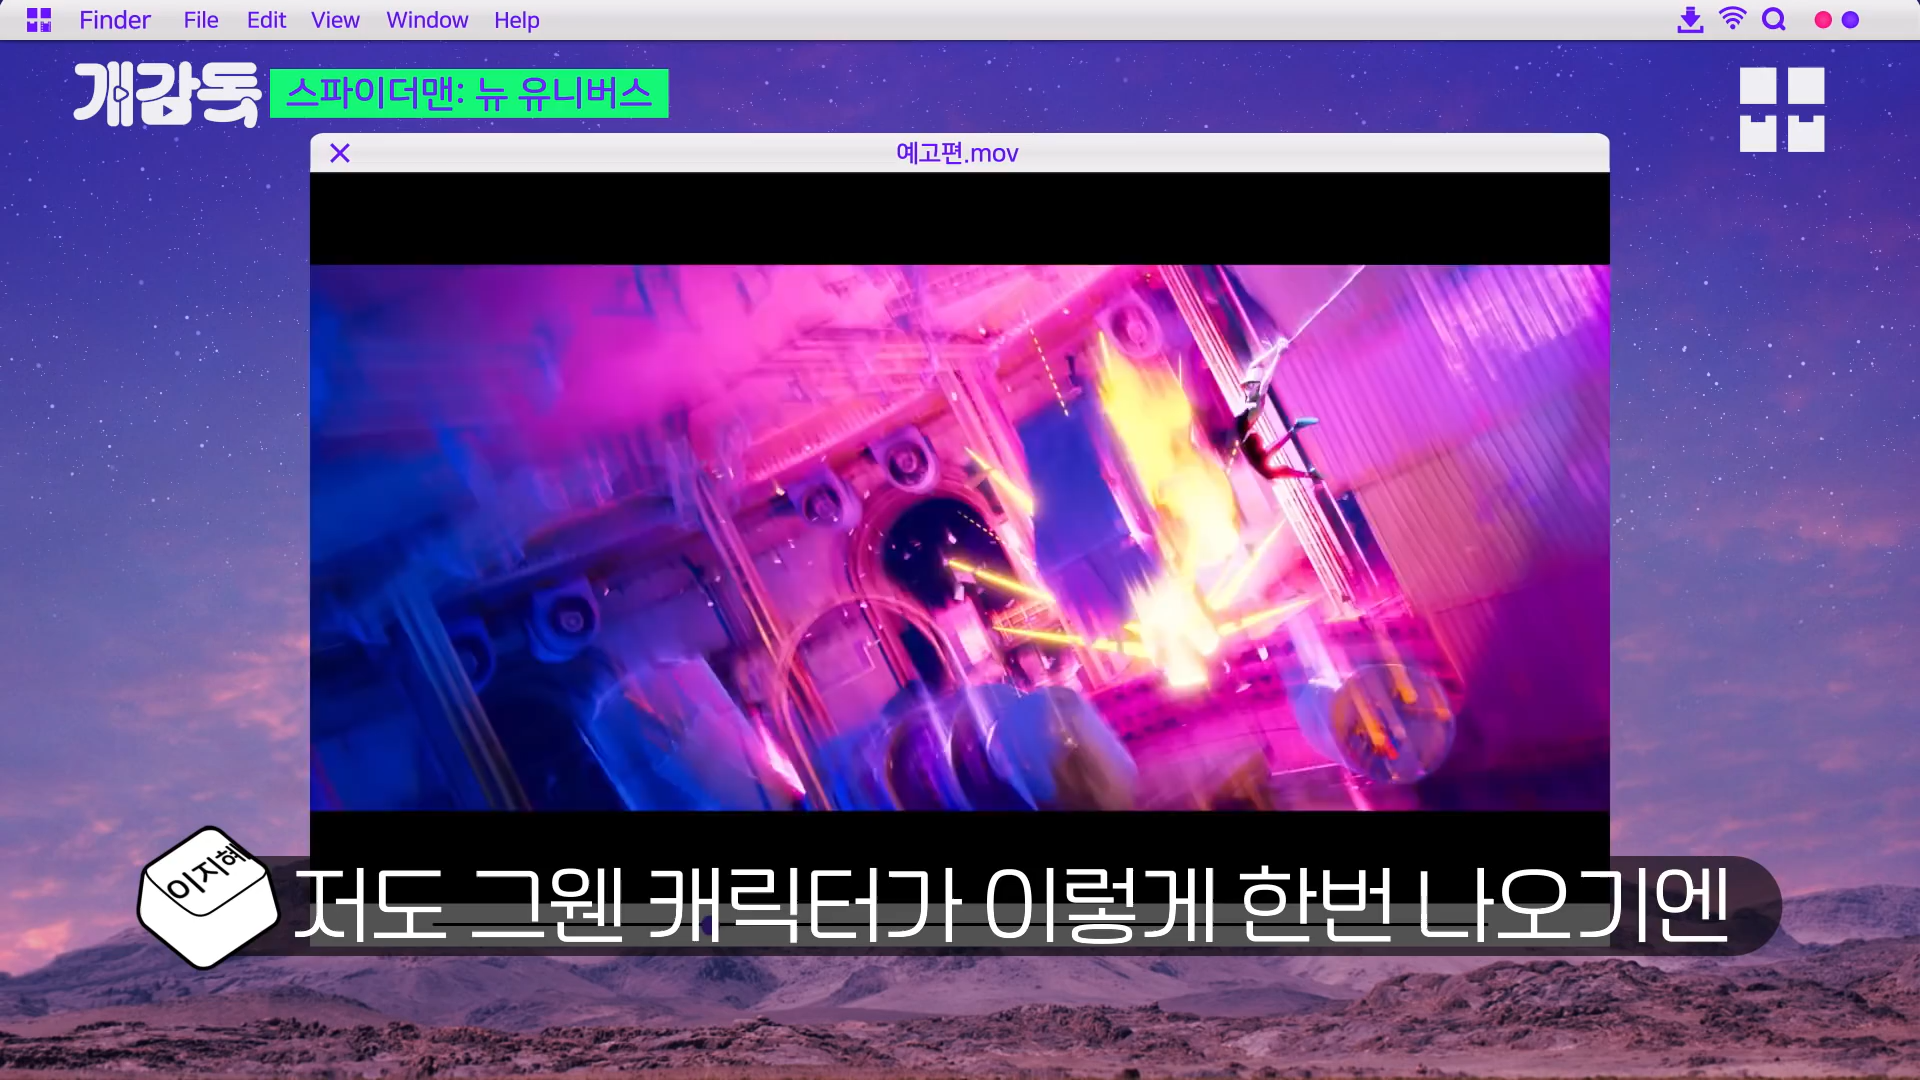 Finder File Edit View Window Help
개감독 스파이더맨: 뉴 유니버스
예고편.mov
이지혜
저도 그웬 캐릭터가 이렇게 한번 나오기엔